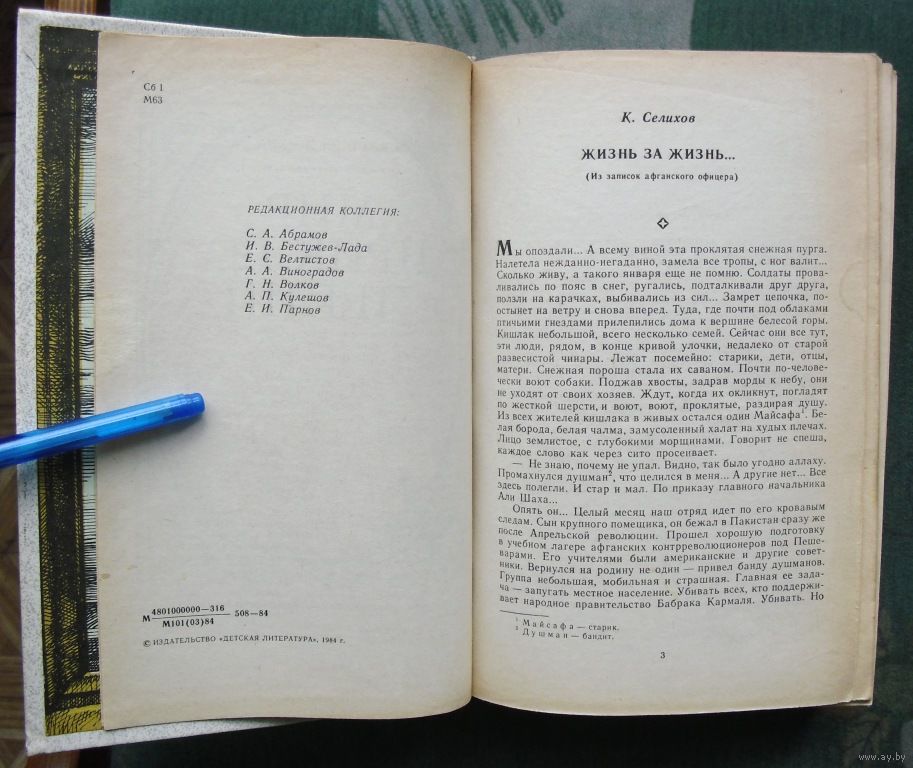 Сб 1
М63
РЕДАКЦИОННАЯ КОЛЛЕГИЯ:
С. А. Абрамов
И. В. Бестужев-Лада
Е. С. Велтистов
А. А. Виноградов
Г. Н. Волков
А. П. Кулешов
Е. И. Парнов
4801000000—316
М — 508—84
М101(03)84
© ИЗДАТЕЛЬСТВО «ДЕТСКАЯ ЛИТЕРАТУРА», 1984 г.
К. Селихов
ЖИЗНЬ ЗА ЖИЗНЬ...
(Из записок афганского офицера)
Мы опоздали... А всему виной эта проклятая снежная пурга.
Налетела нежданно-негаданно, замела все тропы, с ног валит...
Сколько живу, а такого января еще не помню. Солдаты прова-
ливались по пояс в снег, ругались, подталкивали друг друга,
ползли на карачках, выбивались из сил... Замрет цепочка, по-
стынет на ветру и снова вперед. Туда, где почти под облаками
птичьими гнездами прилепились дома к вершине белесой горы.
Кишлак небольшой, всего несколько семей. Сейчас они все тут,
эти люди, рядом, в конце кривой улочки, недалеко от старой
развесистой чинары. Лежат посемейно: старики, дети, отцы,
матери. Снежная пороша стала их саваном. Почти по-челове-
чески воют собаки. Поджав хвосты, задрав морды к небу, они
не уходят от своих хозяев. Ждут, когда их окликнут, погладят
по жесткой шерсти, и воют, воют, проклятые, раздирая душу.
Из всех жителей кишлака в живых остался один Майсафа¹. Бе-
лая борода, белая чалма, замусоленный халат на худых плечах.
Лицо землистое, с глубокими морщинами. Говорит не спеша,
каждое слово как через сито просеивает.
— Не знаю, почему не упал. Видно, так было угодно аллаху.
Промахнулся душман², что целился в меня... А другие нет... Все
здесь полегли. И стар и мал. По приказу главного начальника
Али Шаха...
Опять он... Целый месяц наш отряд идет по его кровавым
следам. Сын крупного помещика, он бежал в Пакистан сразу же
после Апрельской революции. Прошел хорошую подготовку
в учебном лагере афганских контрреволюционеров под Пеше-
варами. Его учителями были американские и другие совет-
ники. Вернулся на родину не один — привел банду душманов.
Группа небольшая, мобильная и страшная. Главная ее зада-
ча — запугать местное население. Убивать всех, кто поддержи-
вает народное правительство Бабрака Кармаля. Убивать. Но
¹ Майсафа — старик.
² Душман — бандит.
3
www.ay.by